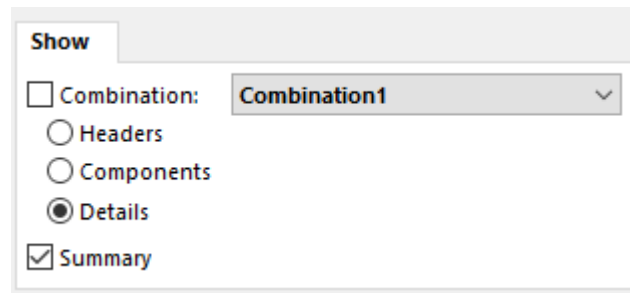 Show
Combination: Combination1
Headers
Components
Details
Summary